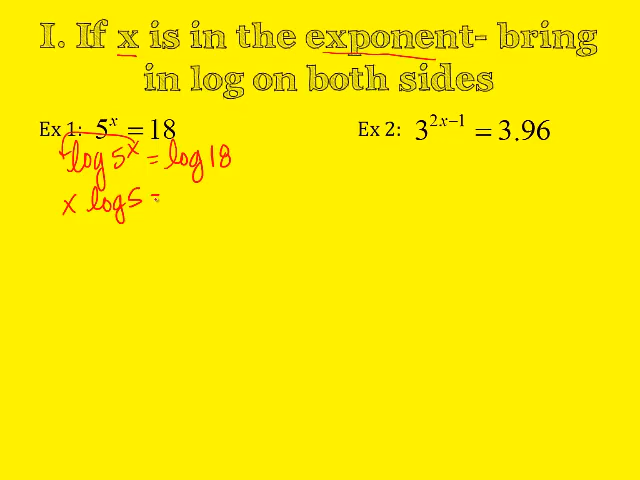 I. If x is in the exponent- bring
in log on both sides
Ex 1: 5^x = 18
log 5^x = log 18
x log 5 =
Ex 2: 3^{2x-1} = 3.96